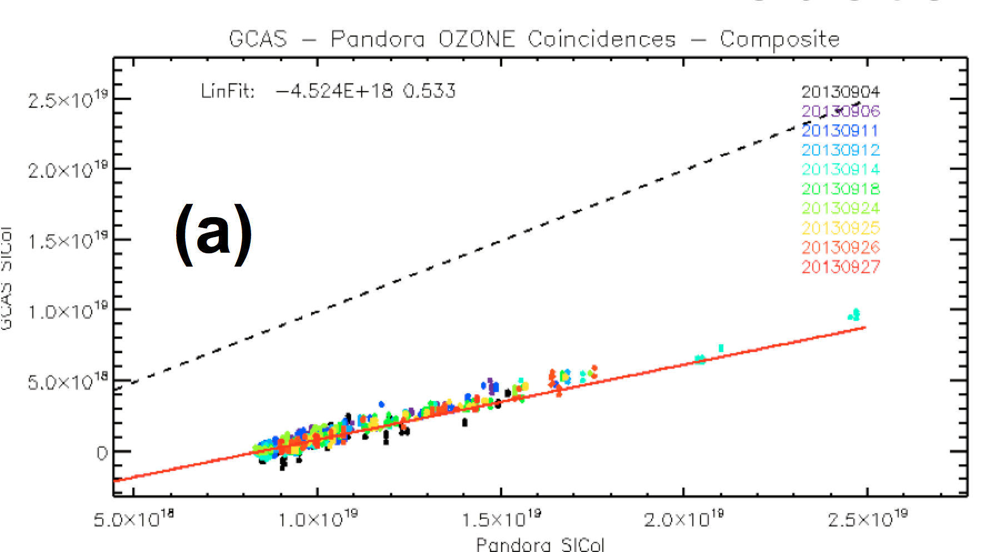 GCAS – Pandora OZONE Coincidences – Composite
LinFit: −4.524E+18 0.533
20130904
20130906
20130911
20130912
20130914
20130918
20130924
20130925
20130926
20130927
(a)
2.5×10¹⁹
2.0×10¹⁹
1.5×10¹⁹
1.0×10¹⁹
5.0×10¹⁸
0
GCAS SlCol
5.0×10¹⁸ 1.0×10¹⁹ 1.5×10¹⁹ 2.0×10¹⁹ 2.5×10¹⁹
Pandora SlCol